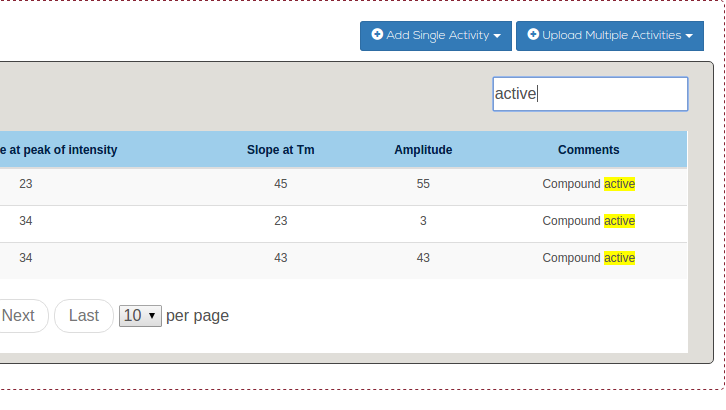 Add Single Activity Upload Multiple Activities
active
e at peak of intensity Slope at Tm Amplitude Comments
23 45 55 Compound active
34 23 3 Compound active
34 43 43 Compound active
Next Last 10 per page